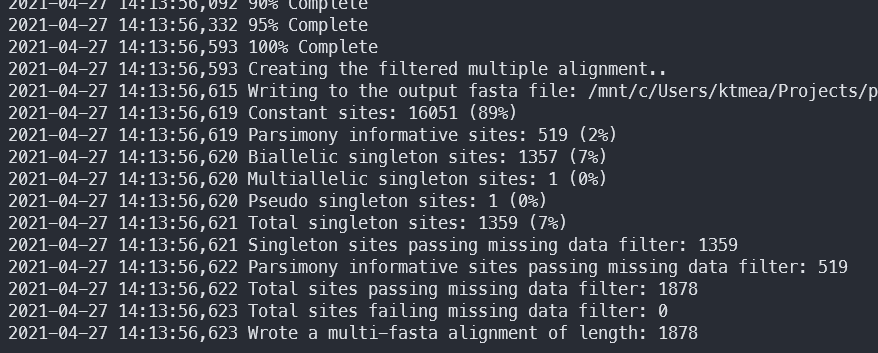 2021-04-27 14:13:56,092 90% Complete
2021-04-27 14:13:56,332 95% Complete
2021-04-27 14:13:56,593 100% Complete
2021-04-27 14:13:56,593 Creating the filtered multiple alignment..
2021-04-27 14:13:56,615 Writing to the output fasta file: /mnt/c/Users/ktmea/Projects/p
2021-04-27 14:13:56,619 Constant sites: 16051 (89%)
2021-04-27 14:13:56,619 Parsimony informative sites: 519 (2%)
2021-04-27 14:13:56,620 Biallelic singleton sites: 1357 (7%)
2021-04-27 14:13:56,620 Multiallelic singleton sites: 1 (0%)
2021-04-27 14:13:56,620 Pseudo singleton sites: 1 (0%)
2021-04-27 14:13:56,621 Total singleton sites: 1359 (7%)
2021-04-27 14:13:56,621 Singleton sites passing missing data filter: 1359
2021-04-27 14:13:56,622 Parsimony informative sites passing missing data filter: 519
2021-04-27 14:13:56,622 Total sites passing missing data filter: 1878
2021-04-27 14:13:56,623 Total sites failing missing data filter: 0
2021-04-27 14:13:56,623 Wrote a multi-fasta alignment of length: 1878